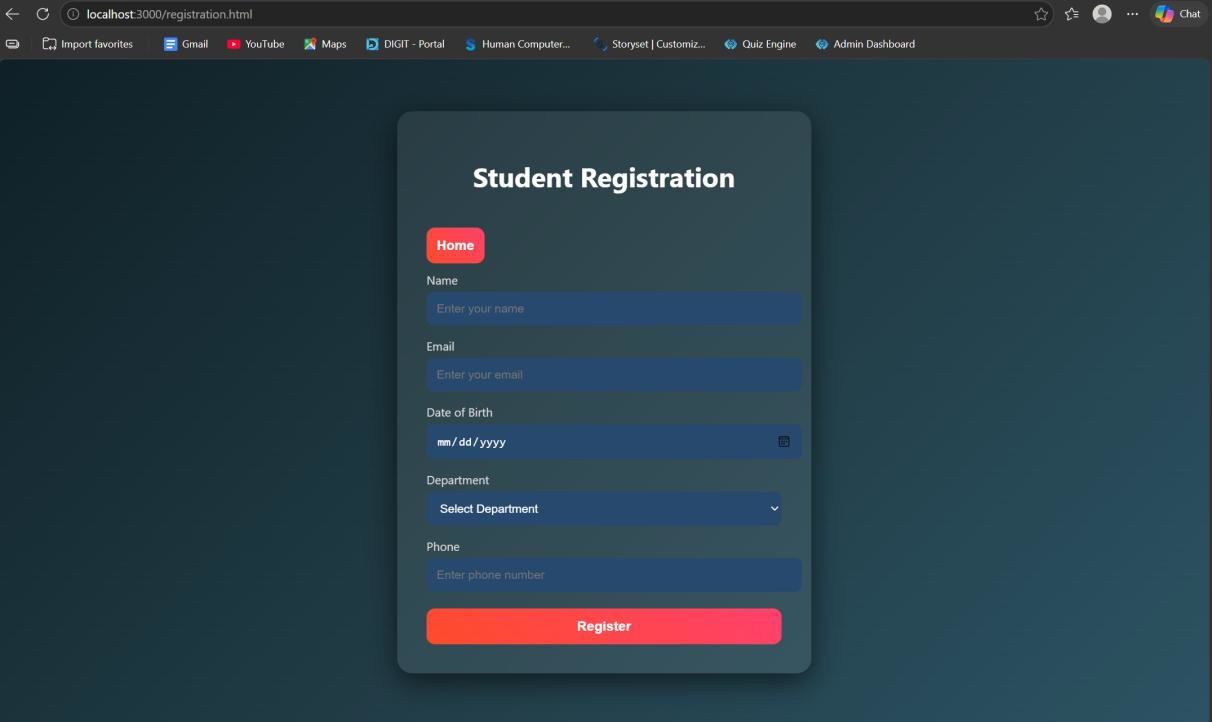 localhost:3000/registration.html
Chat
Import favorites Gmail YouTube Maps DIGIT - Portal Human Computer... Storyset | Customiz... Quiz Engine Admin Dashboard
Student Registration
Home
Name
Enter your name
Email
Enter your email
Date of Birth
mm/dd/yyyy
Department
Select Department
Phone
Enter phone number
Register